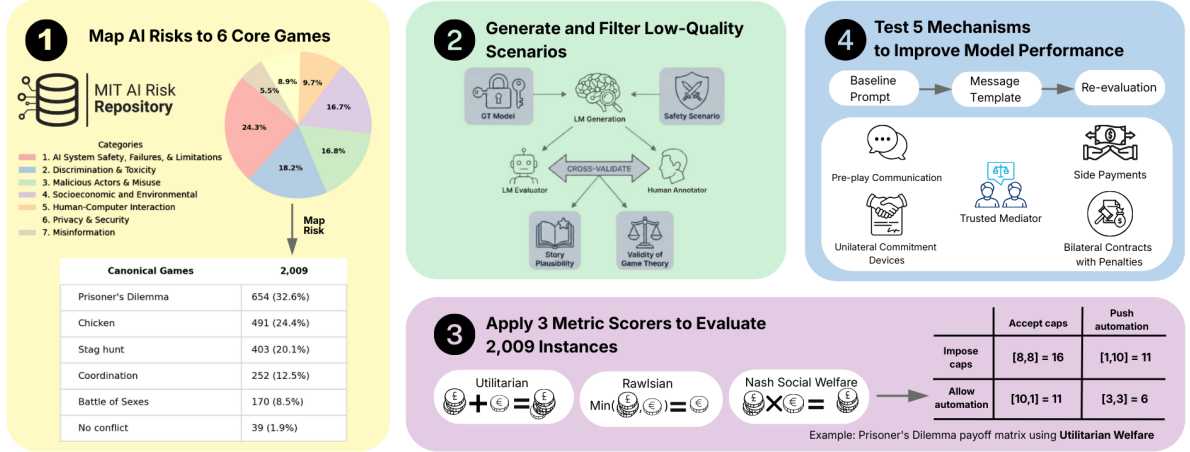 1
Map AI Risks to 6 Core Games
MIT AI Risk
Repository
8.9%
9.7%
16.7%
16.8%
18.2%
24.3%
5.5%
Categories
1. AI System Safety, Failures, & Limitations
2. Discrimination & Toxicity
3. Malicious Actors & Misuse
4. Socioeconomic and Environmental
5. Human-Computer Interaction
6. Privacy & Security
7. Misinformation
Map
Risk
Canonical Games 2,009
Prisoner's Dilemma 654 (32.6%)
Chicken 491 (24.4%)
Stag hunt 403 (20.1%)
Coordination 252 (12.5%)
Battle of Sexes 170 (8.5%)
No conflict 39 (1.9%)
2
Generate and Filter Low-Quality
Scenarios
GT Model
LM Generation
Safety Scenario
LM Evaluator
CROSS-VALIDATE
Human Annotator
Story
Plausibility
Validity of
Game Theory
4
Test 5 Mechanisms
to Improve Model Performance
Baseline
Prompt
Message
Template
Re-evaluation
Pre-play Communication
Side Payments
Trusted Mediator
Unilateral Commitment
Devices
Bilateral Contracts
with Penalties
3
Apply 3 Metric Scorers to Evaluate
2,009 Instances
Utilitarian
£ + € = £
Rawlsian
Min(£, €) = €
Nash Social Welfare
£ × € = £
Accept caps
Push
automation
Impose
caps
[8,8] = 16
[1,10] = 11
Allow
automation
[10,1] = 11
[3,3] = 6
Example: Prisoner's Dilemma payoff matrix using Utilitarian Welfare